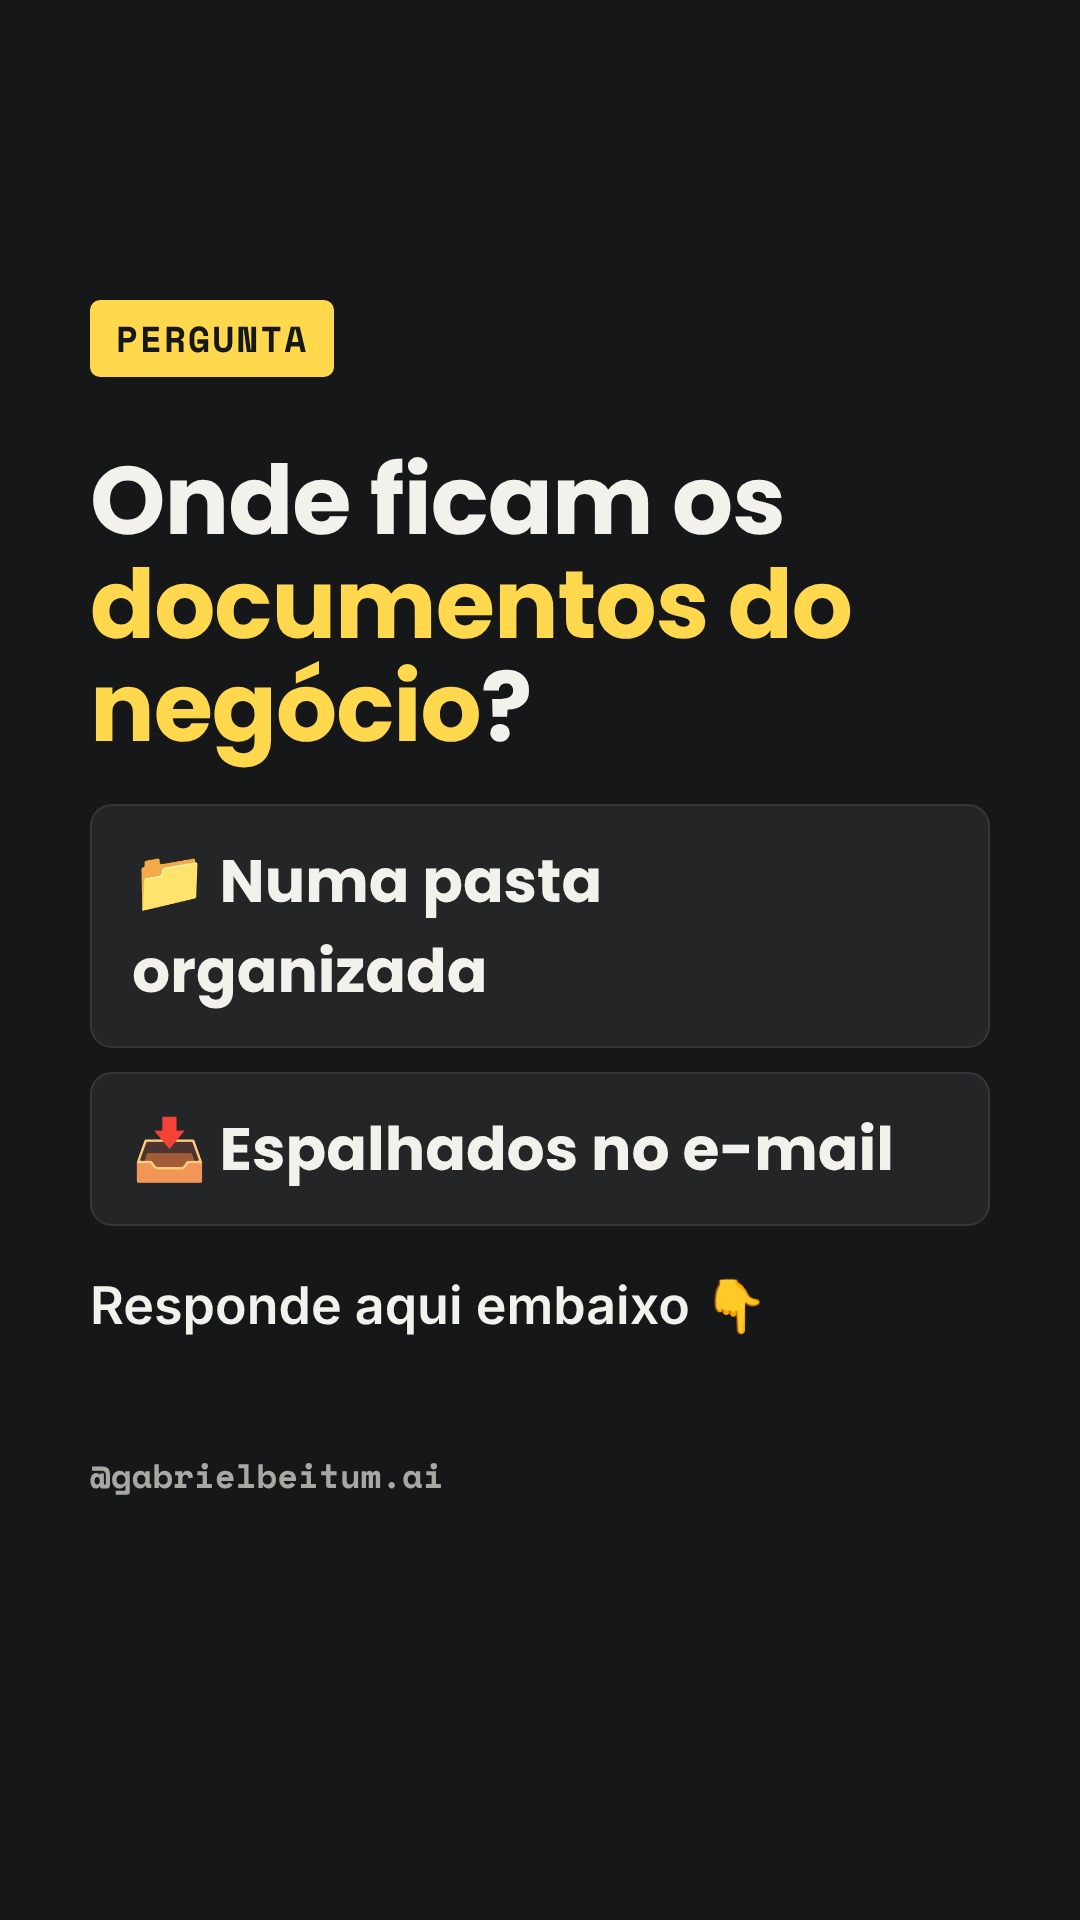 PERGUNTA
Onde ficam os
documentos do
negócio?
📁 Numa pasta
organizada
📥 Espalhados no e-mail
Responde aqui embaixo 👇
@gabrielbeitum.ai